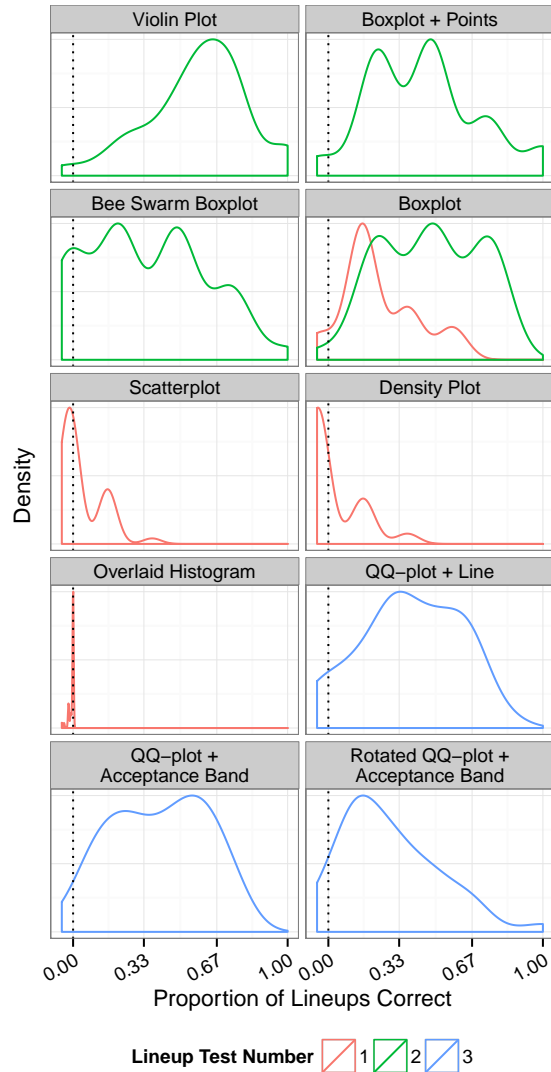 Violin Plot
Boxplot + Points
Bee Swarm Boxplot
Boxplot
Scatterplot
Density Plot
Overlaid Histogram
QQ−plot + Line
QQ−plot +
Acceptance Band
Rotated QQ−plot +
Acceptance Band
Density
0.00 0.33 0.67 1.00 0.00 0.33 0.67 1.00
Proportion of Lineups Correct
Lineup Test Number 1 2 3